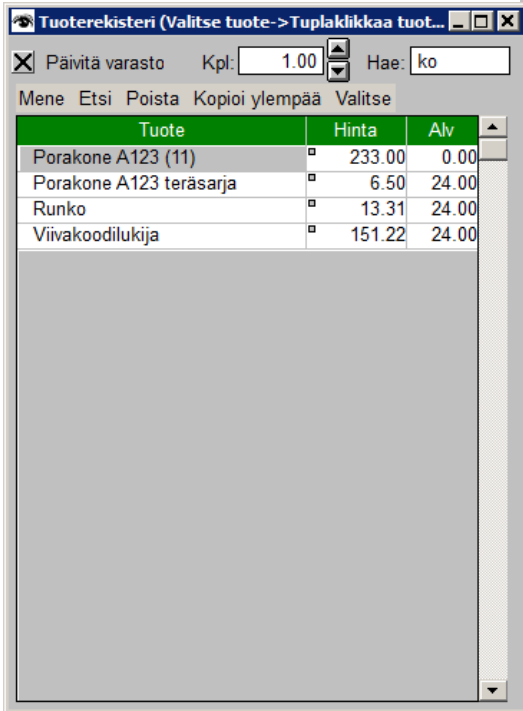 Tuoterekisteri (Valitse tuote->Tuplaklikkaa tuot...
Päivitä varasto Kpl: 1.00 Hae: ko
Mene Etsi Poista Kopioi ylempää Valitse
Tuote Hinta Alv
Porakone A123 (11) 233.00 0.00
Porakone A123 teräsarja 6.50 24.00
Runko 13.31 24.00
Viivakoodilukija 151.22 24.00